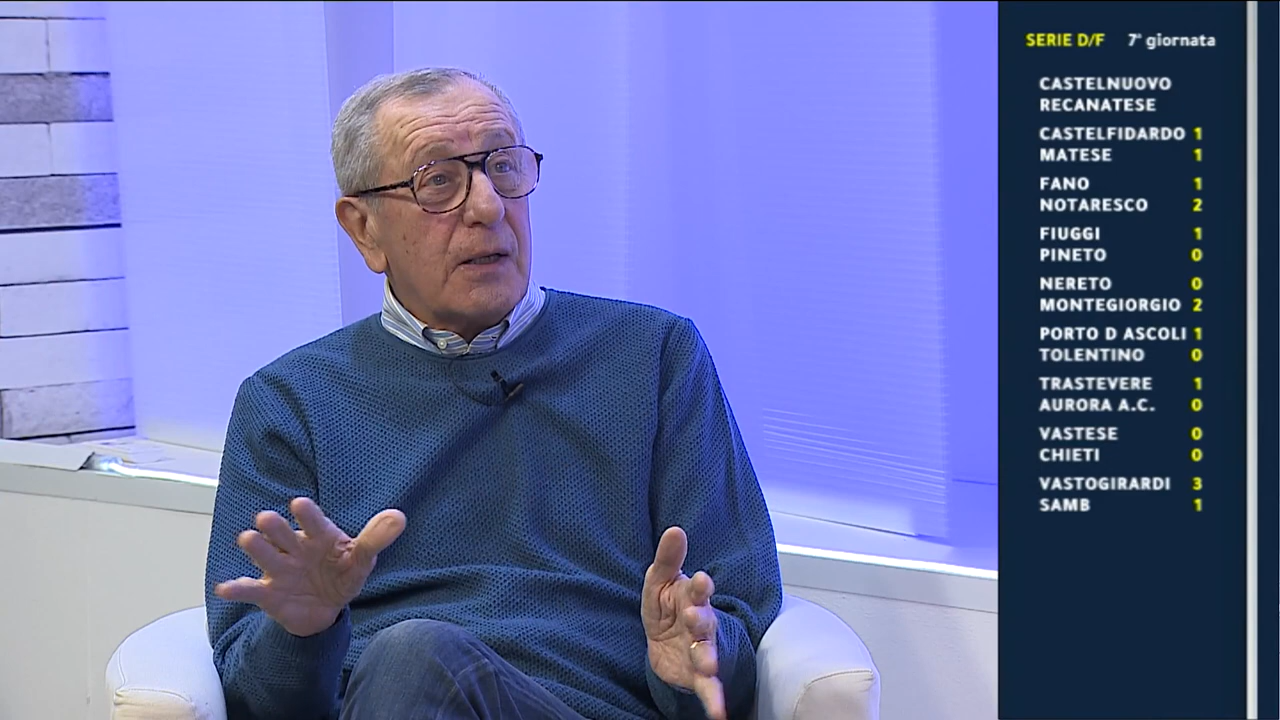 SERIE D/F 7ª giornata
CASTELNUOVO
RECANATESE
CASTELFIDARDO 1
MATESE 1
FANO 1
NOTARESCO 2
FIUGGI 1
PINETO 0
NERETO 0
MONTEGIORGIO 2
PORTO D ASCOLI 1
TOLENTINO 0
TRASTEVERE 1
AURORA A.C. 0
VASTESE 0
CHIETI 0
VASTOGIRARDI 3
SAMB 1